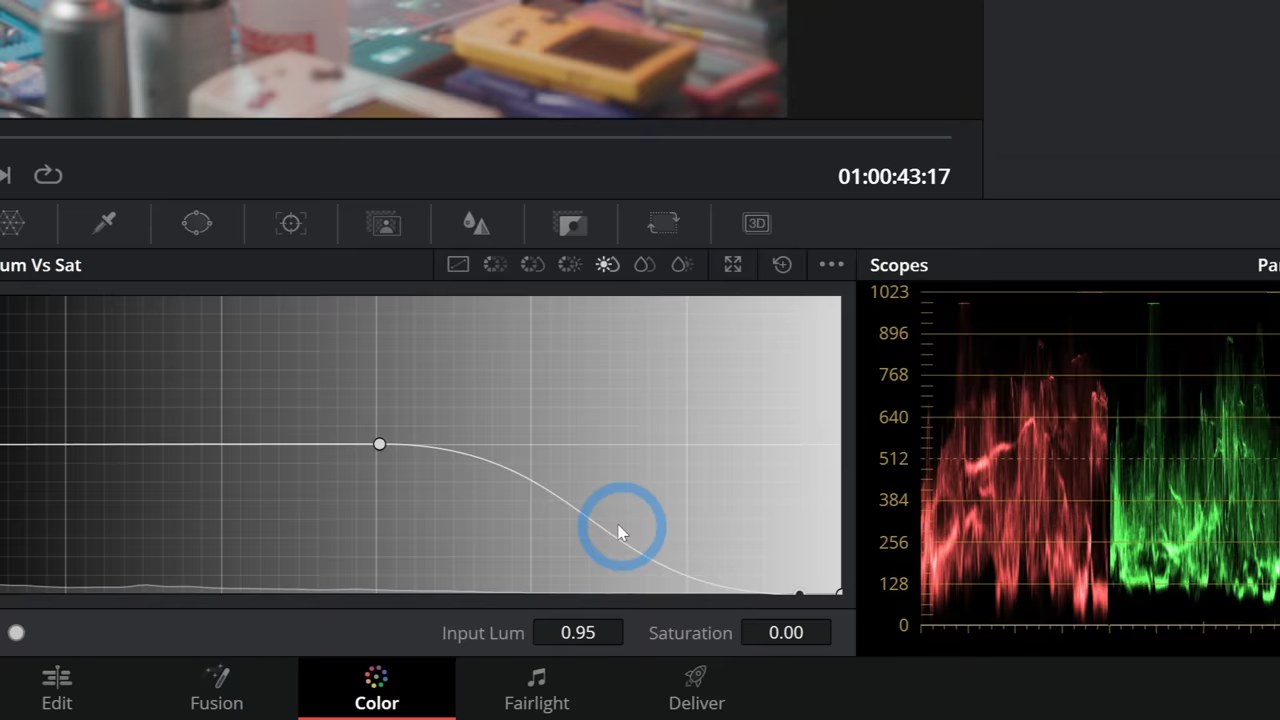 01:00:43:17
3D
um Vs Sat
Scopes
Pa
1023
896
768
640
512
384
256
128
0
Input Lum 0.95 Saturation 0.00
Edit Fusion Color Fairlight Deliver